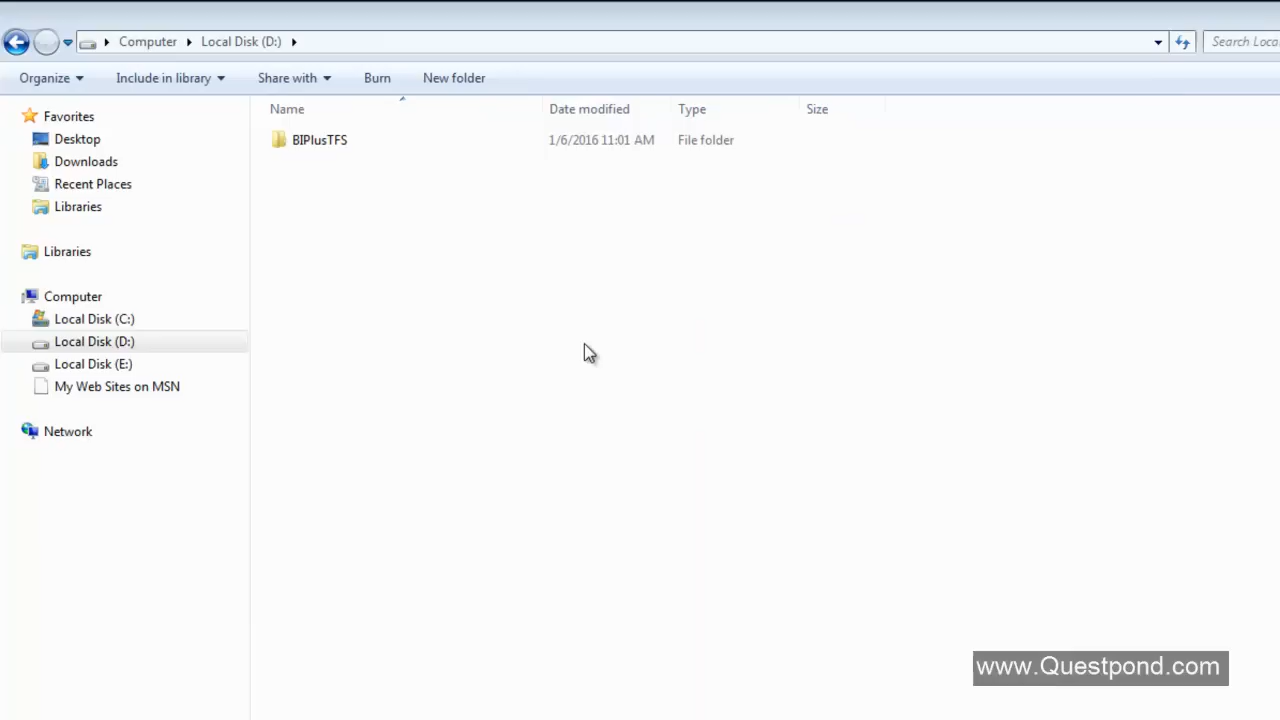 Computer Local Disk (D:) Search Loca
Organize Include in library Share with Burn New folder
Name Date modified Type Size
BIPlusTFS 1/6/2016 11:01 AM File folder
Favorites
Desktop
Downloads
Recent Places
Libraries
Libraries
Computer
Local Disk (C:)
Local Disk (D:)
Local Disk (E:)
My Web Sites on MSN
Network
www.Questpond.com